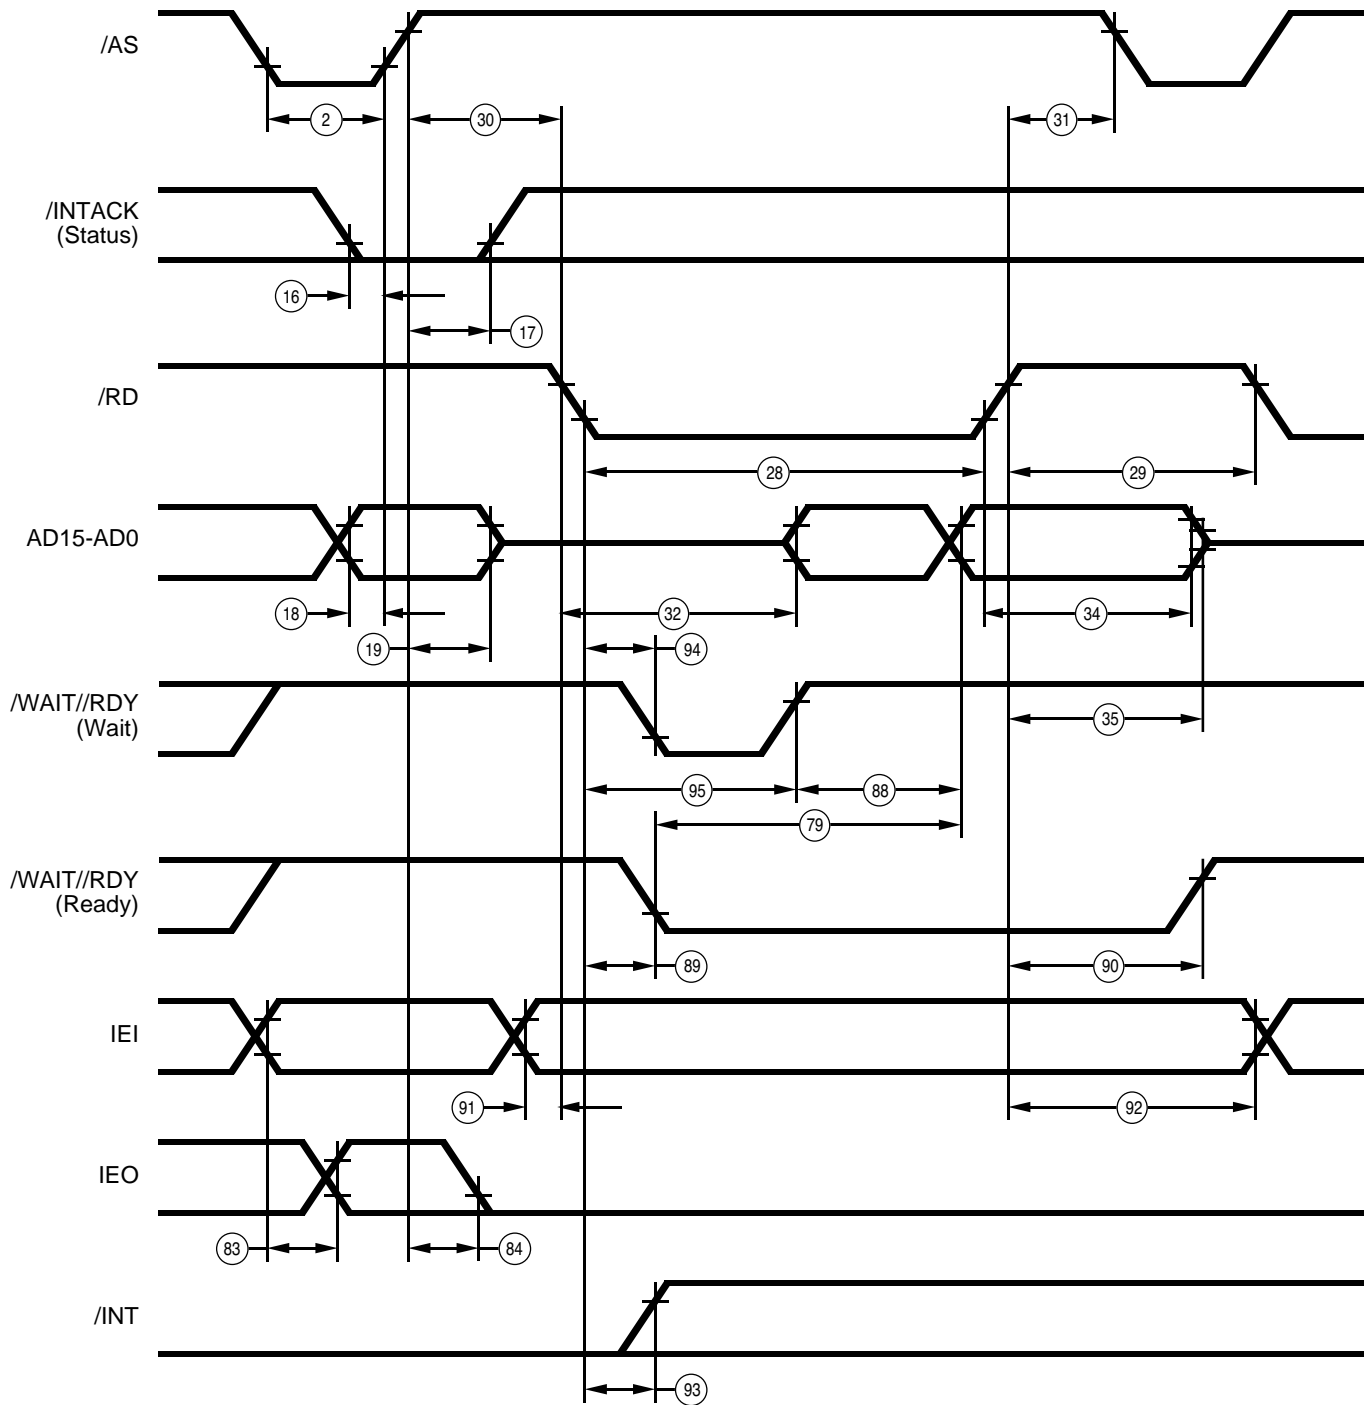 /AS
2
30
31
/INTACK
(Status)
16
17
/RD
28
29
AD15-AD0
18
32
34
19
94
/WAIT//RDY
(Wait)
35
95
88
79
/WAIT//RDY
(Ready)
89
90
IEI
91
92
IEO
83
84
/INT
93